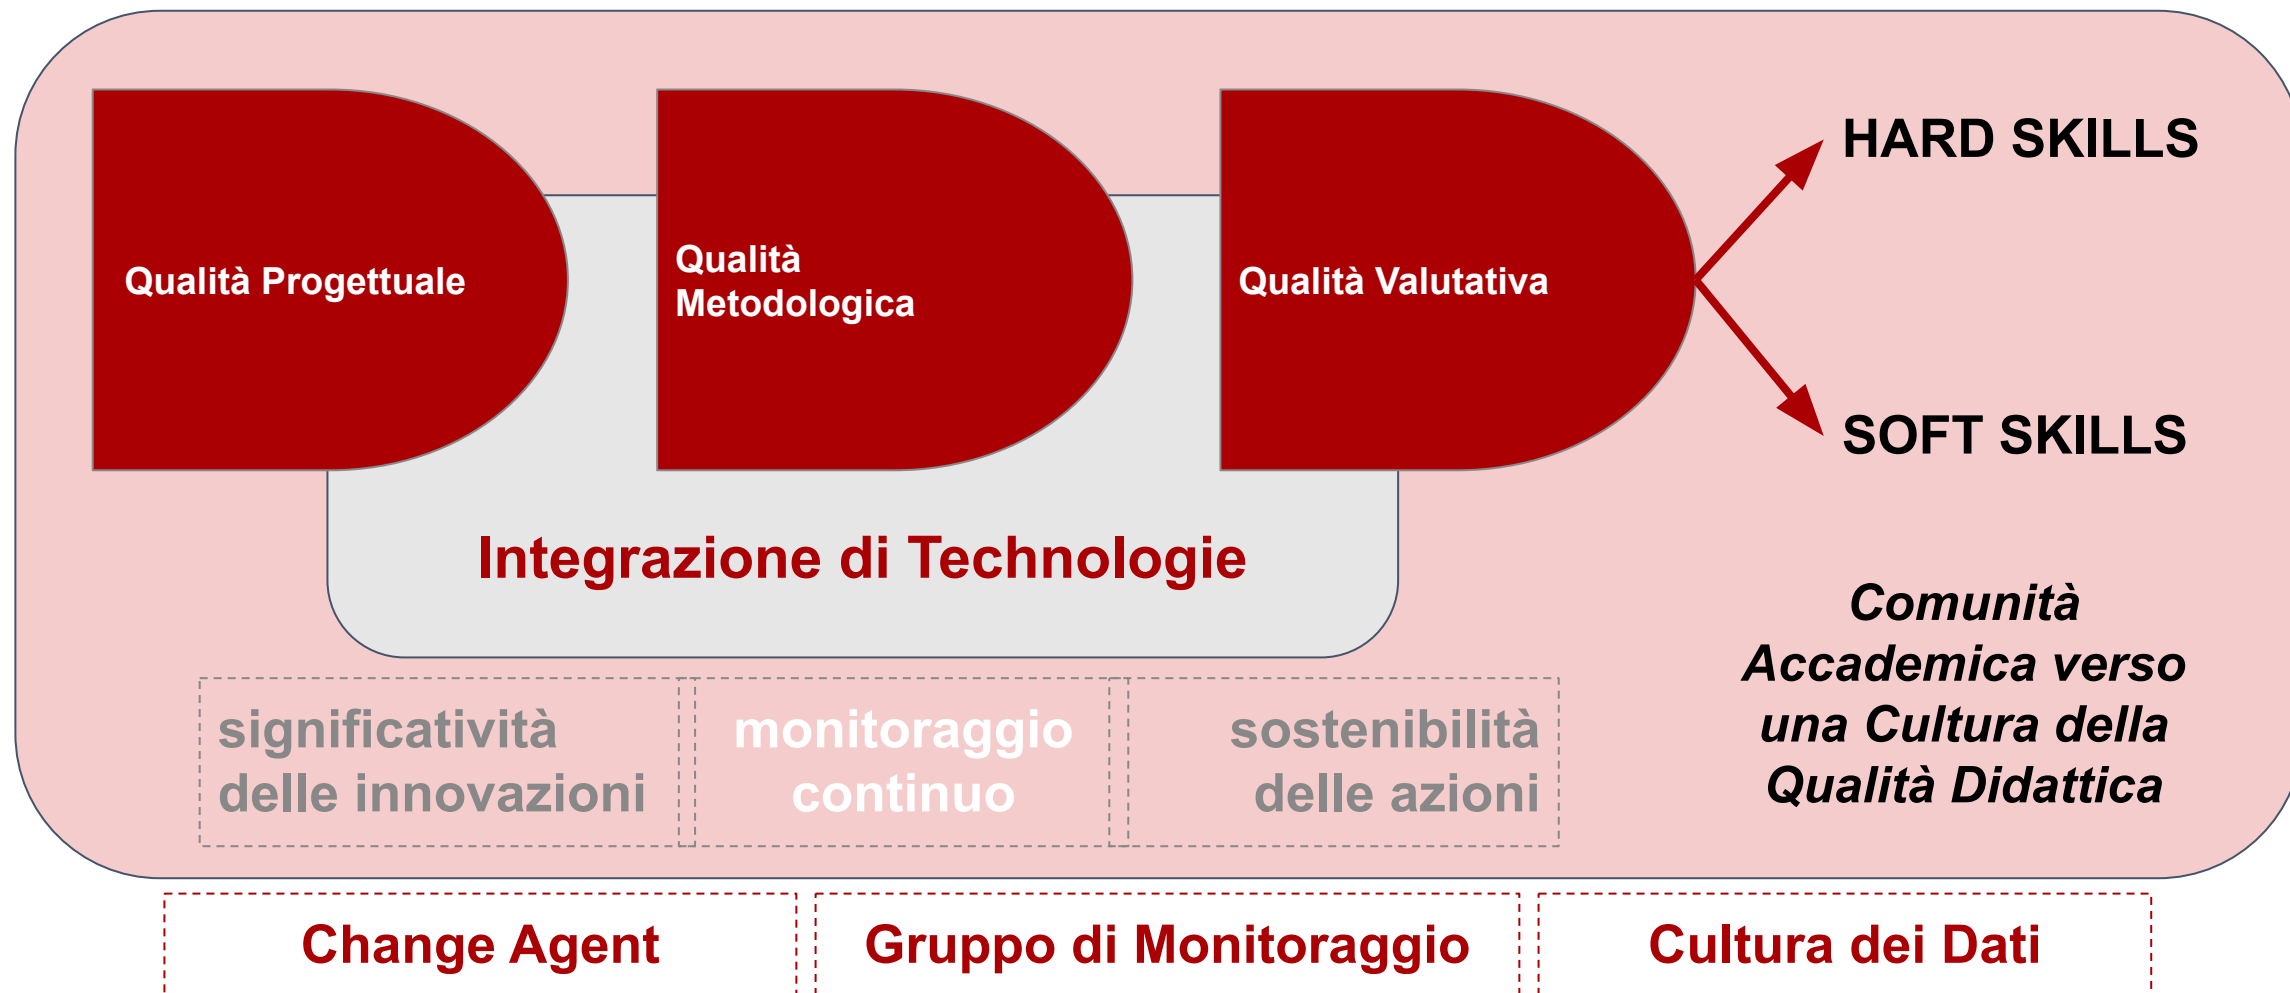 HARD SKILLS
Qualità Progettuale
Qualità
Metodologica
Qualità Valutativa
SOFT SKILLS
Integrazione di Technologie
Comunità
Accademica verso
una Cultura della
Qualità Didattica
significatività
delle innovazioni
monitoraggio
continuo
sostenibilità
delle azioni
Change Agent
Gruppo di Monitoraggio
Cultura dei Dati